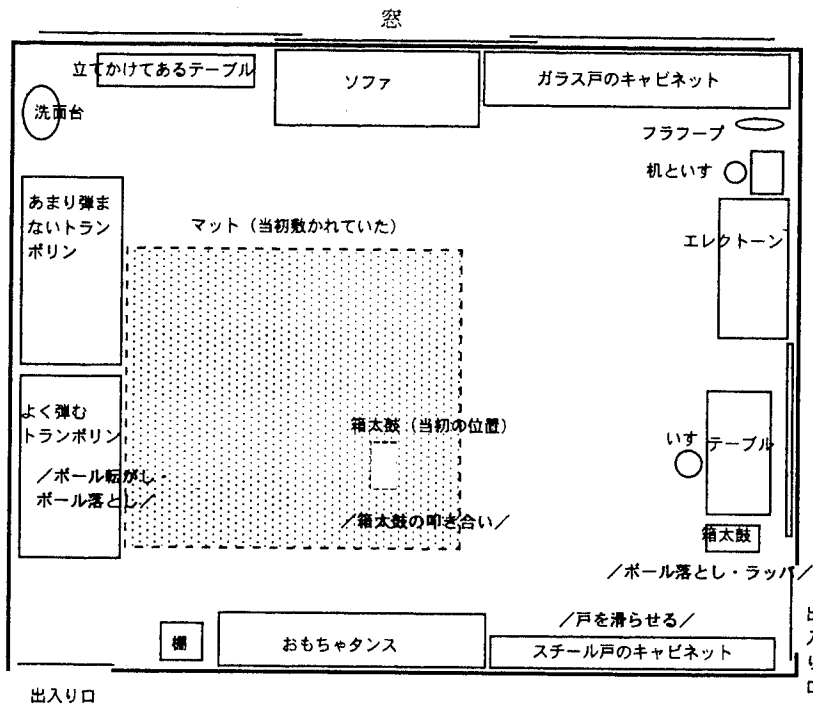 窓
立てかけてあるテーブル
ソファ
ガラス戸のキャビネット
洗面台
フラフープ
机といす
あまり弾ま
ないトラン
ポリン
マット（当初敷かれていた）
エレクトーン
よく弾む
トランポリン
／ボール転がし・
ボール落とし／
箱太鼓（当初の位置）
／箱太鼓の叩き合い／
いす
テーブル
箱太鼓
／ボール落とし・ラッパ／
／戸を滑らせる／
棚
おもちゃタンス
スチール戸のキャビネット
出入り口
出
入
り
口